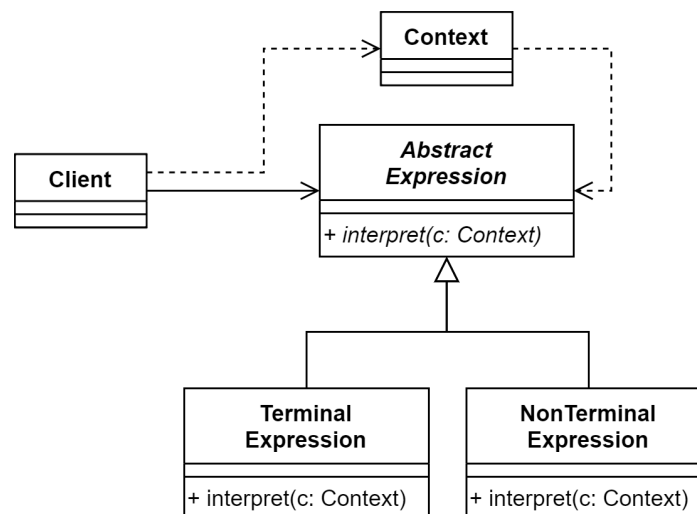 Context
Client
Abstract
Expression
+ interpret(c: Context)
Terminal
Expression
+ interpret(c: Context)
NonTerminal
Expression
+ interpret(c: Context)